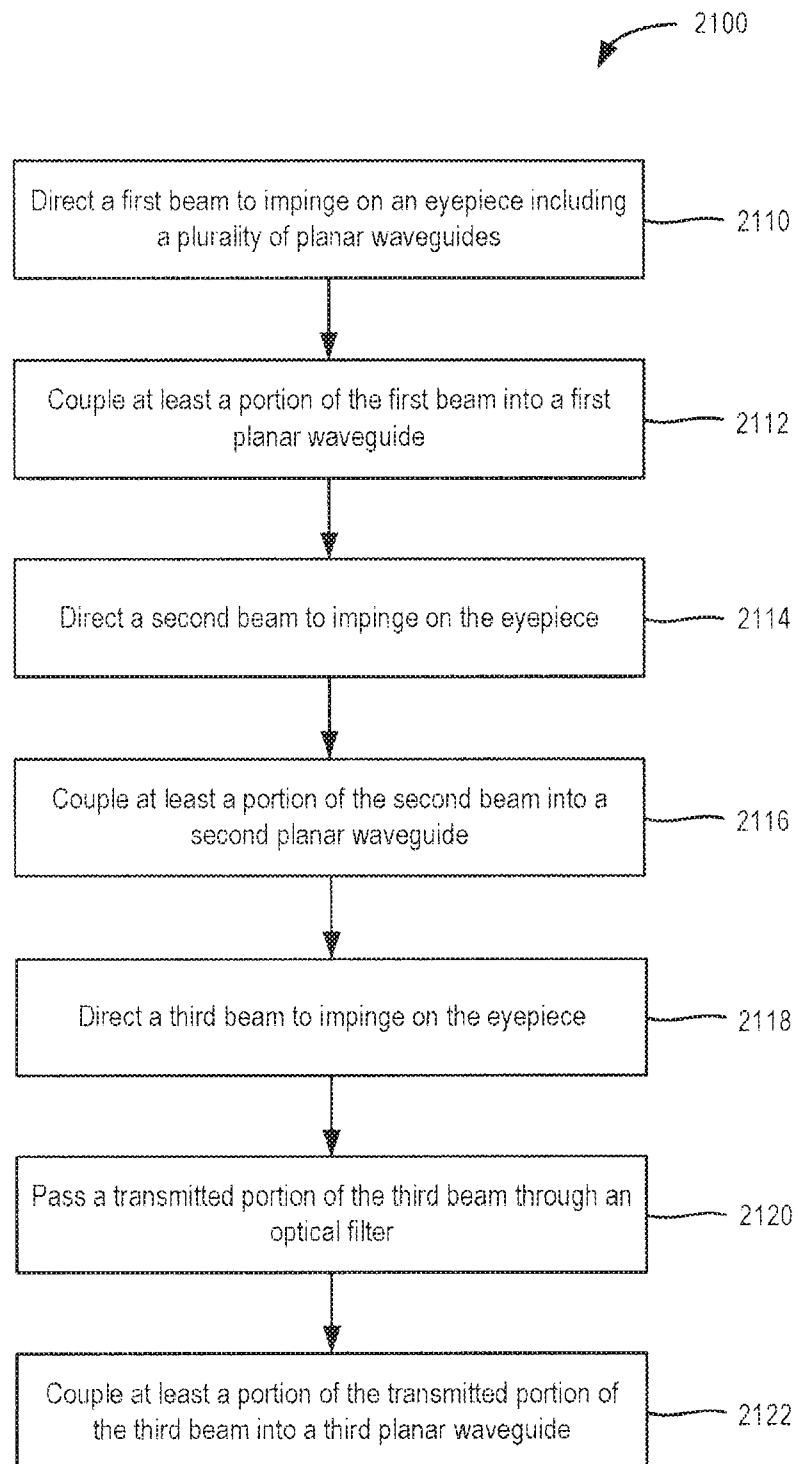 2100
Direct a first beam to impinge on an eyepiece including
a plurality of planar waveguides
2110
Couple at least a portion of the first beam into a first
planar waveguide
2112
Direct a second beam to impinge on the eyepiece
2114
Couple at least a portion of the second beam into a
second planar waveguide
2116
Direct a third beam to impinge on the eyepiece
2118
Pass a transmitted portion of the third beam through an
optical filter
2120
Couple at least a portion of the transmitted portion of
the third beam into a third planar waveguide
2122